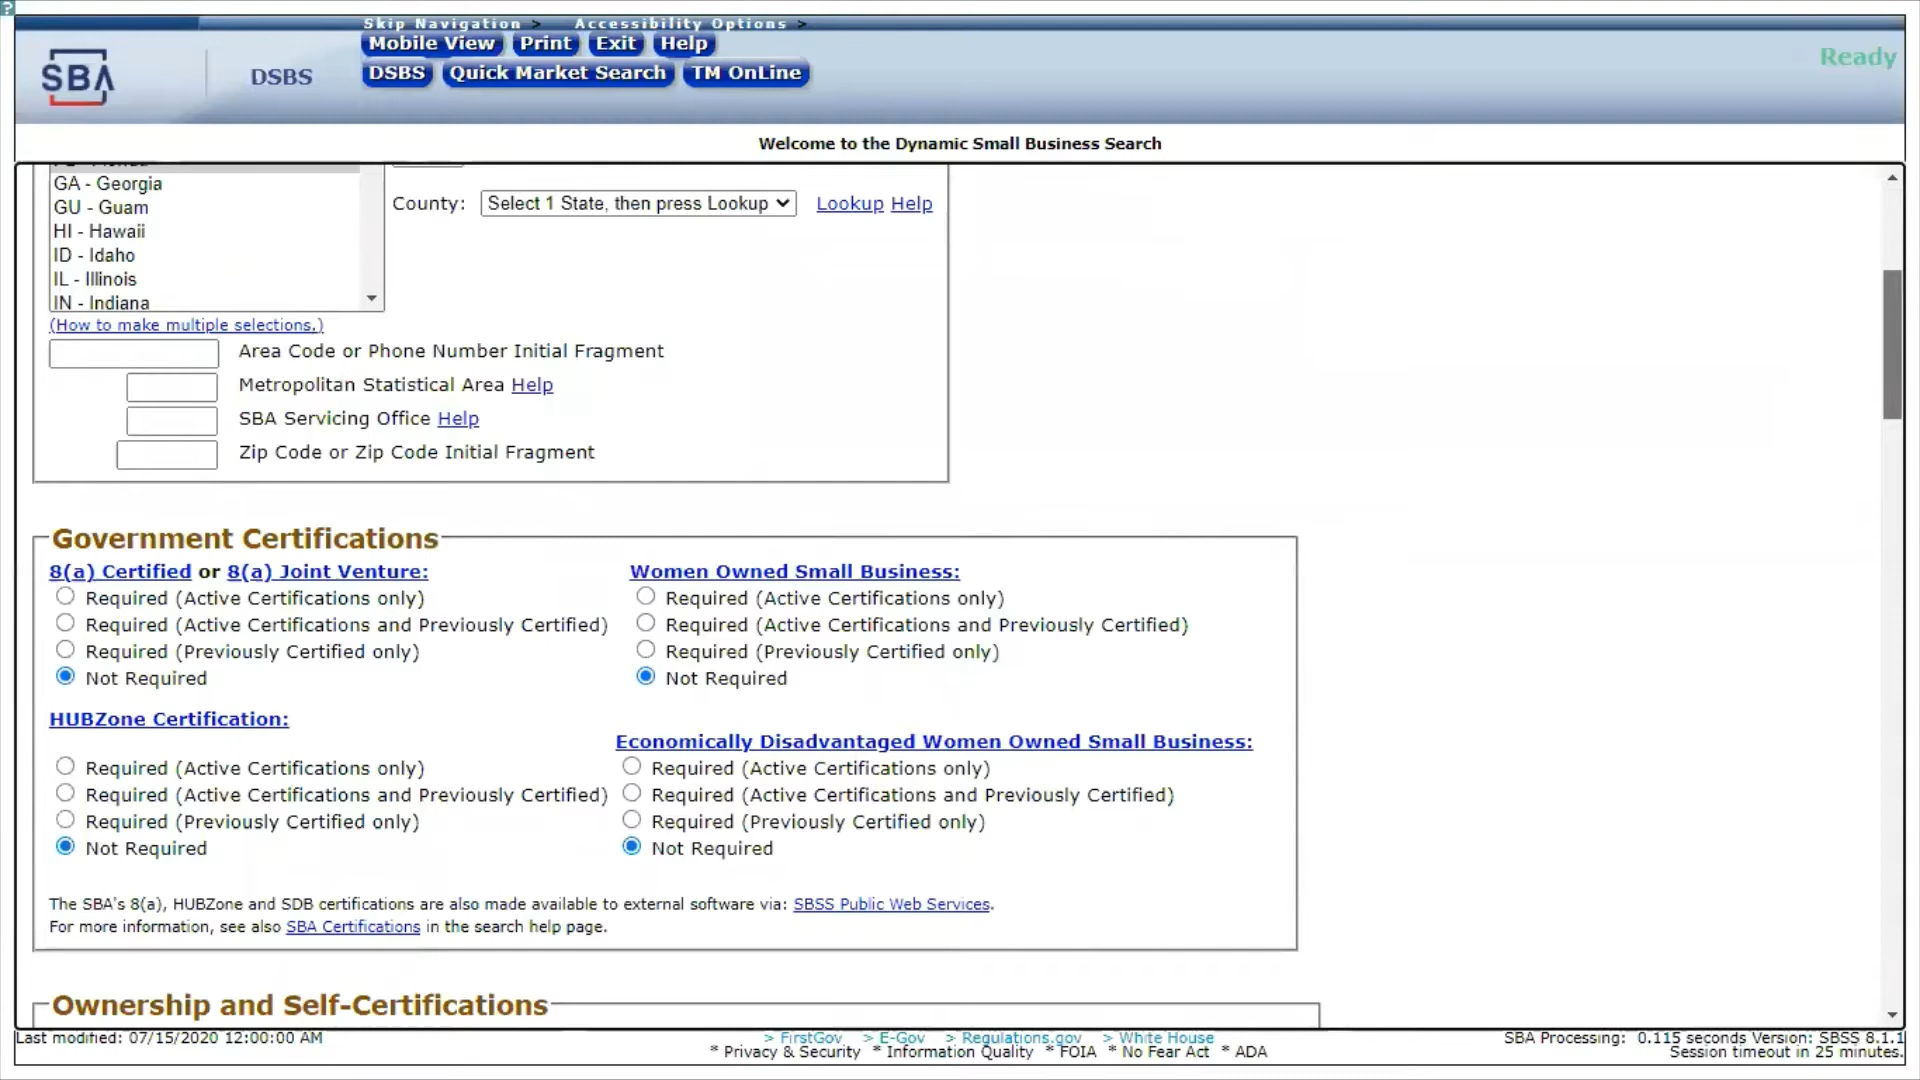 ?
Skip Navigation > Accessibility Options >
Mobile View Print Exit Help
SBA DSBS
DSBS Quick Market Search TM OnLine
Ready
Welcome to the Dynamic Small Business Search
GA - Georgia
GU - Guam
HI - Hawaii
ID - Idaho
IL - Illinois
IN - Indiana
County: Select 1 State, then press Lookup Lookup Help
(How to make multiple selections.)
Area Code or Phone Number Initial Fragment
Metropolitan Statistical Area Help
SBA Servicing Office Help
Zip Code or Zip Code Initial Fragment
Government Certifications
8(a) Certified or 8(a) Joint Venture:
Required (Active Certifications only)
Required (Active Certifications and Previously Certified)
Required (Previously Certified only)
Not Required
Women Owned Small Business:
Required (Active Certifications only)
Required (Active Certifications and Previously Certified)
Required (Previously Certified only)
Not Required
HUBZone Certification:
Required (Active Certifications only)
Required (Active Certifications and Previously Certified)
Required (Previously Certified only)
Not Required
Economically Disadvantaged Women Owned Small Business:
Required (Active Certifications only)
Required (Active Certifications and Previously Certified)
Required (Previously Certified only)
Not Required
The SBA's 8(a), HUBZone and SDB certifications are also made available to external software via: SBSS Public Web Services.
For more information, see also SBA Certifications in the search help page.
Ownership and Self-Certifications
Last modified: 07/15/2020 12:00:00 AM
> FirstGov > E-Gov > Regulations.gov > White House
* Privacy & Security * Information Quality * FOIA * No Fear Act * ADA
SBA Processing: 0.115 seconds Version: SBSS 8.1.1
Session timeout in 25 minutes.